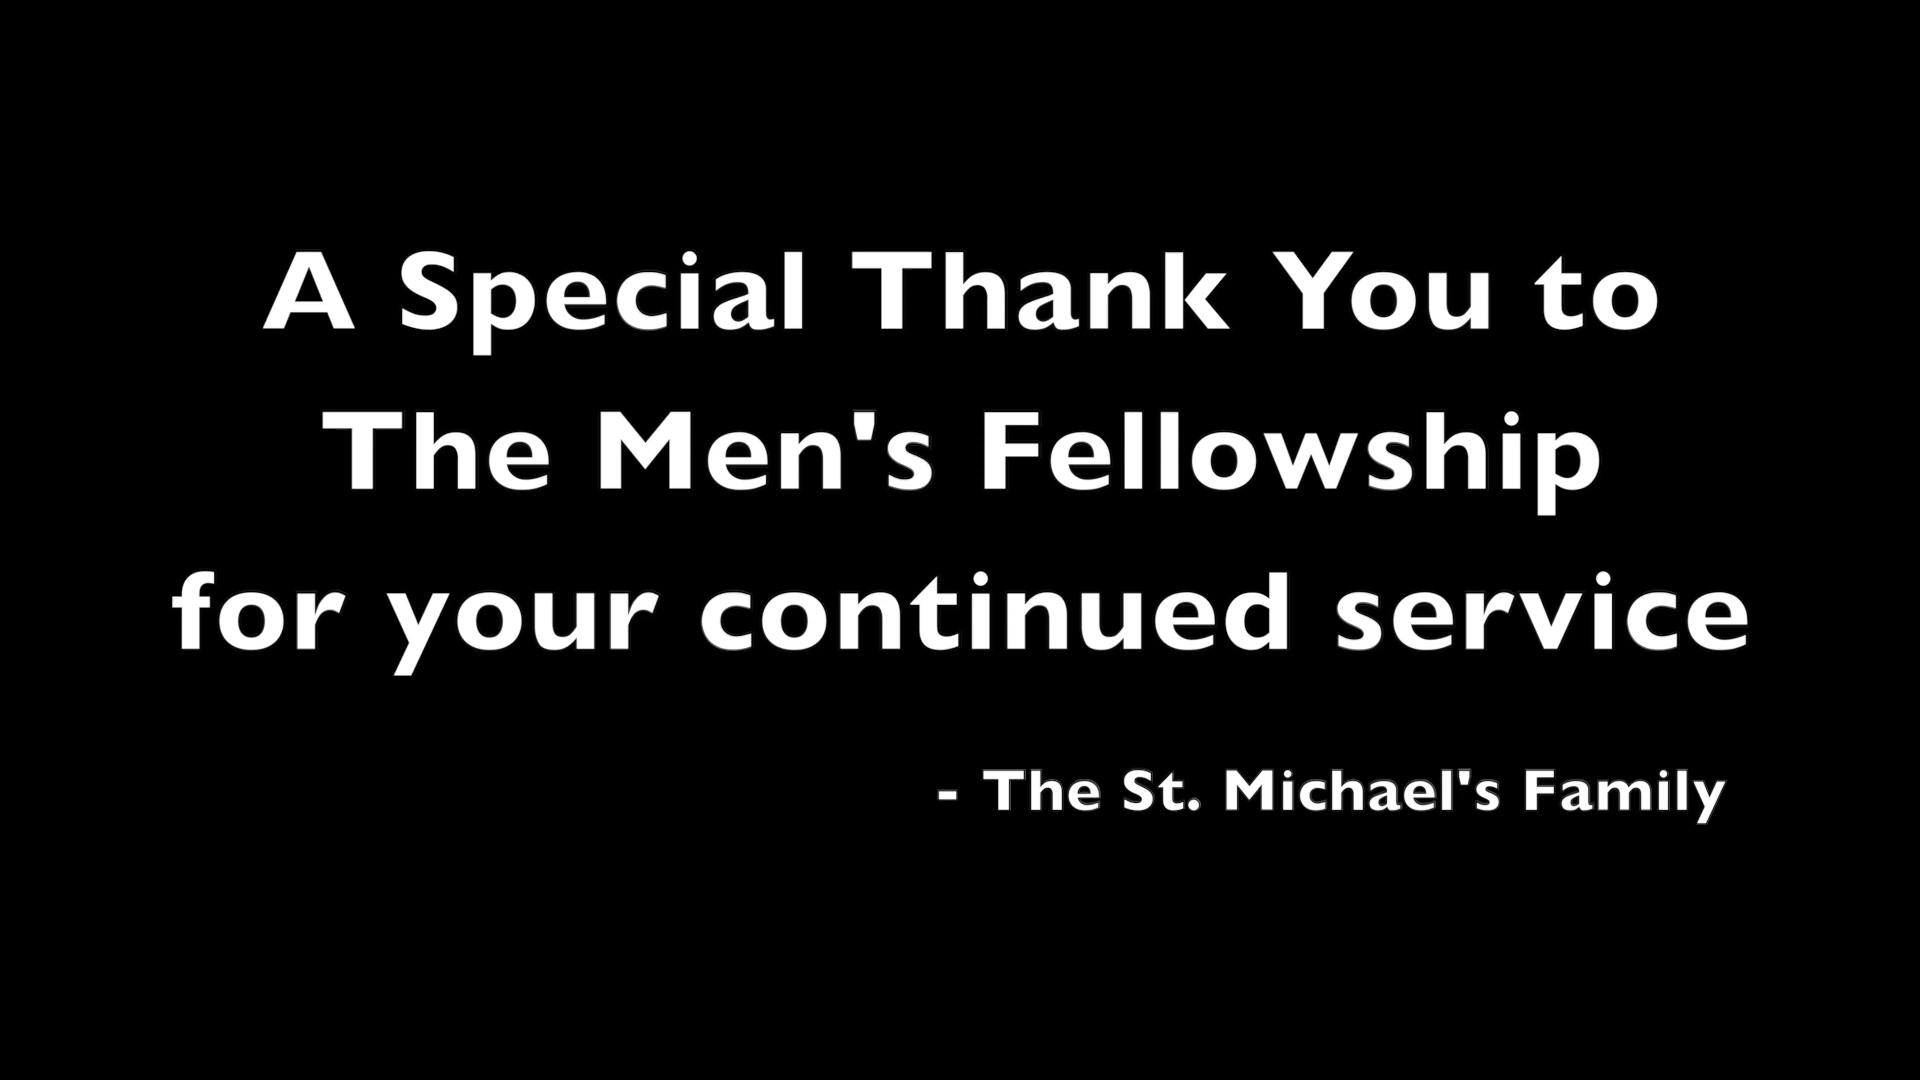 A Special Thank You to
The Men's Fellowship
for your continued service
- The St. Michael's Family